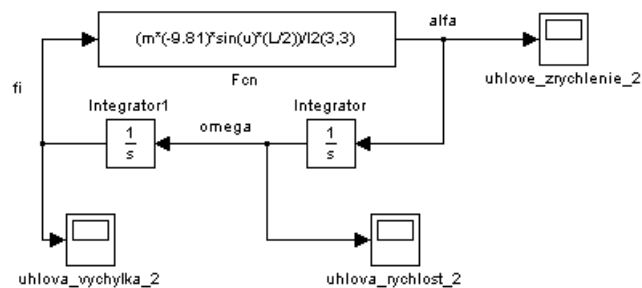 alfa
(m*(-9.81)*sin(u)*(L/2))/I2(3,3)
fi
Fcn
uhlove_zrychlenie_2
Integrator1
Integrator
omega
1
s
1
s
uhlova_vychylka_2
uhlova_rychlost_2